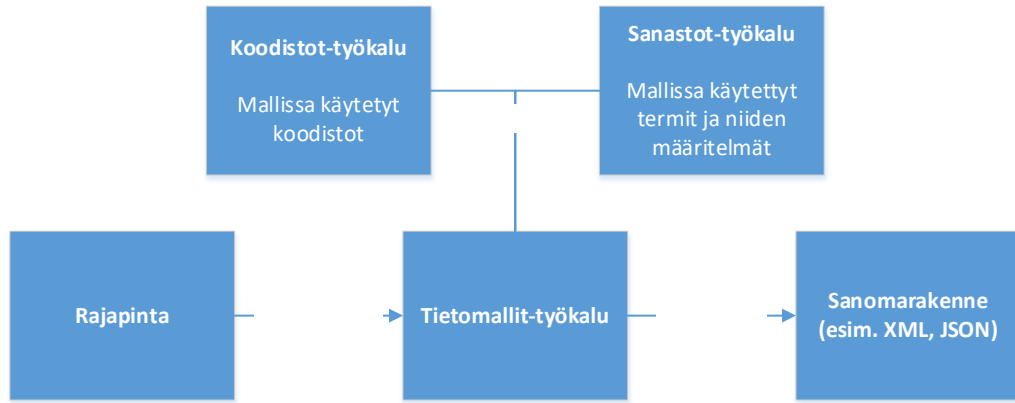 Koodistot-työkalu
Mallissa käytetyt
koodistot
Sanastot-työkalu
Mallissa käytettyt
termit ja niiden
määritelmät
Rajapinta
Tietomallit-työkalu
Sanomarakenne
(esim. XML, JSON)